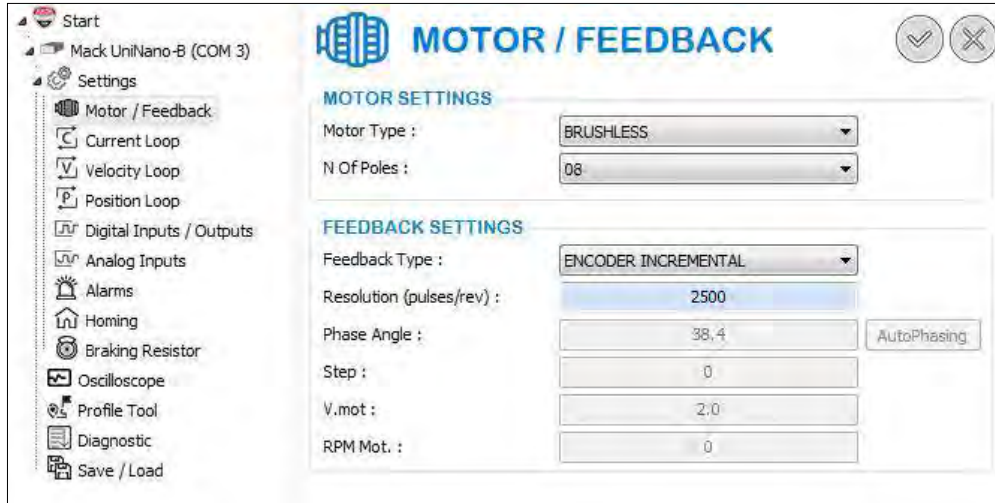 Start
Mack UniNano-B (COM 3)
Settings
Motor / Feedback
C Current Loop
V Velocity Loop
P Position Loop
Digital Inputs / Outputs
Analog Inputs
Alarms
Homing
Braking Resistor
Oscilloscope
Profile Tool
Diagnostic
Save / Load
MOTOR / FEEDBACK
MOTOR SETTINGS
Motor Type : BRUSHLESS
N Of Poles : 08
FEEDBACK SETTINGS
Feedback Type : ENCODER INCREMENTAL
Resolution (pulses/rev) : 2500
Phase Angle : 38.4 AutoPhasing
Step : 0
V.mot : 2.0
RPM Mot. : 0